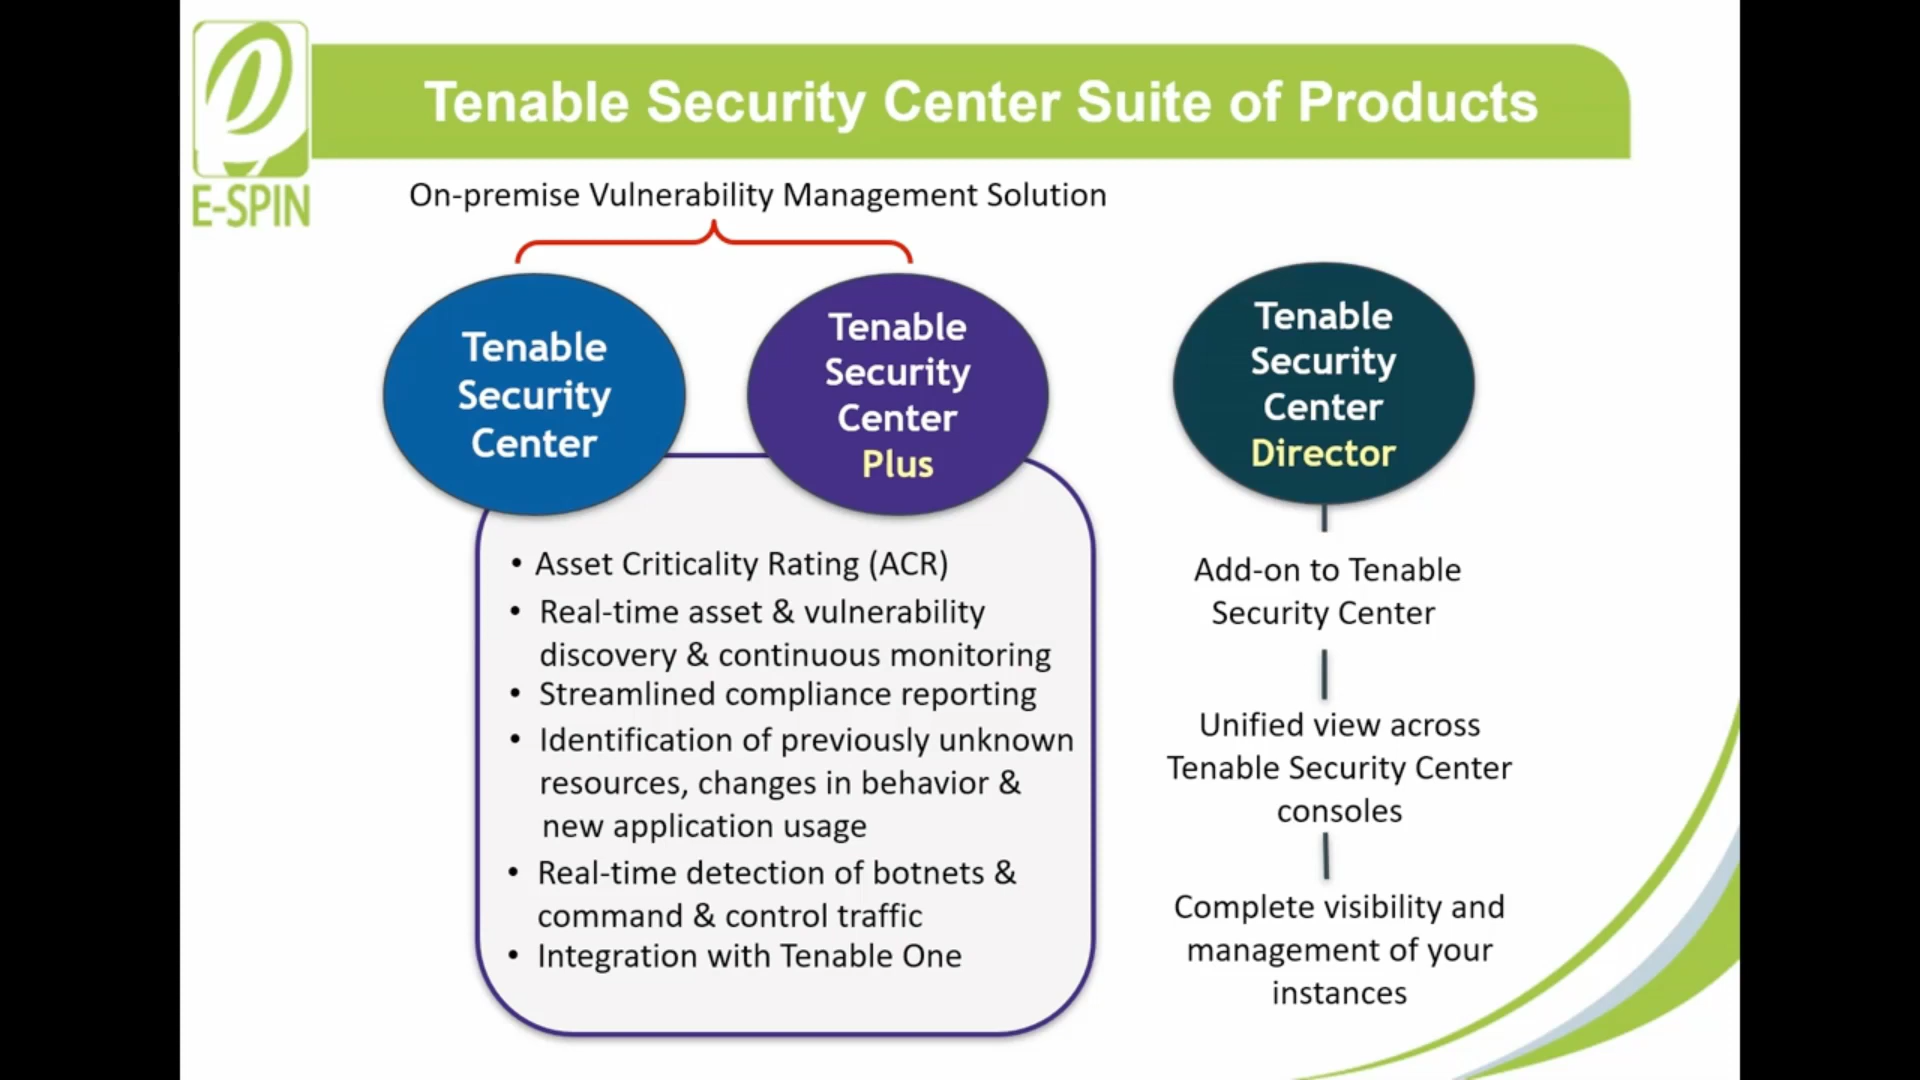 E-SPIN
Tenable Security Center Suite of Products
On-premise Vulnerability Management Solution
Tenable
Security
Center
Tenable
Security
Center
Plus
• Asset Criticality Rating (ACR)
• Real-time asset & vulnerability
discovery & continuous monitoring
• Streamlined compliance reporting
• Identification of previously unknown
resources, changes in behavior &
new application usage
• Real-time detection of botnets &
command & control traffic
• Integration with Tenable One
Tenable
Security
Center
Director
Add-on to Tenable
Security Center
Unified view across
Tenable Security Center
consoles
Complete visibility and
management of your
instances